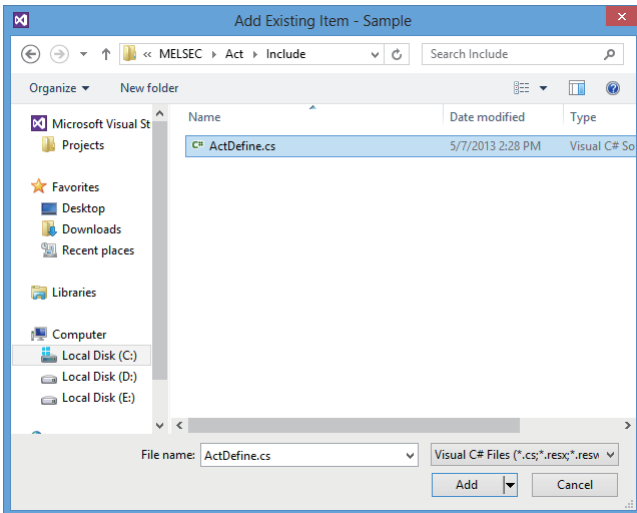 Add Existing Item - Sample
« MELSEC Act Include
Search Include
Organize New folder
Name Date modified Type
Microsoft Visual St
Projects
C# ActDefine.cs 5/7/2013 2:28 PM Visual C# So
Favorites
Desktop
Downloads
Recent places
Libraries
Computer
Local Disk (C:)
Local Disk (D:)
Local Disk (E:)
File name: ActDefine.cs Visual C# Files (*.cs;*.resx;*.resw
Add Cancel